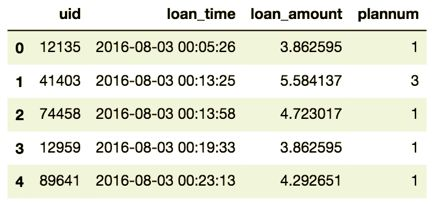 uid loan_time loan_amount plannum
0 12135 2016-08-03 00:05:26 3.862595 1
1 41403 2016-08-03 00:13:25 5.584137 3
2 74458 2016-08-03 00:13:58 4.723017 1
3 12959 2016-08-03 00:19:33 3.862595 1
4 89641 2016-08-03 00:23:13 4.292651 1